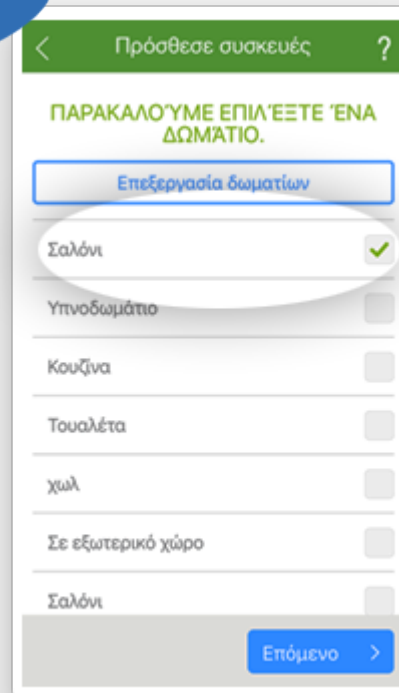 Πρόσθεσε συσκευές ?
ΠΑΡΑΚΑΛΟΎΜΕ ΕΠΙΛΈΞΤΕ ΈΝΑ
ΔΩΜΆΤΙΟ.
Επεξεργασία δωματίων
Σαλόνι
Υπνοδωμάτιο
Κουζίνα
Τουαλέτα
χωλ
Σε εξωτερικό χώρο
Σαλόνι
Επόμενο